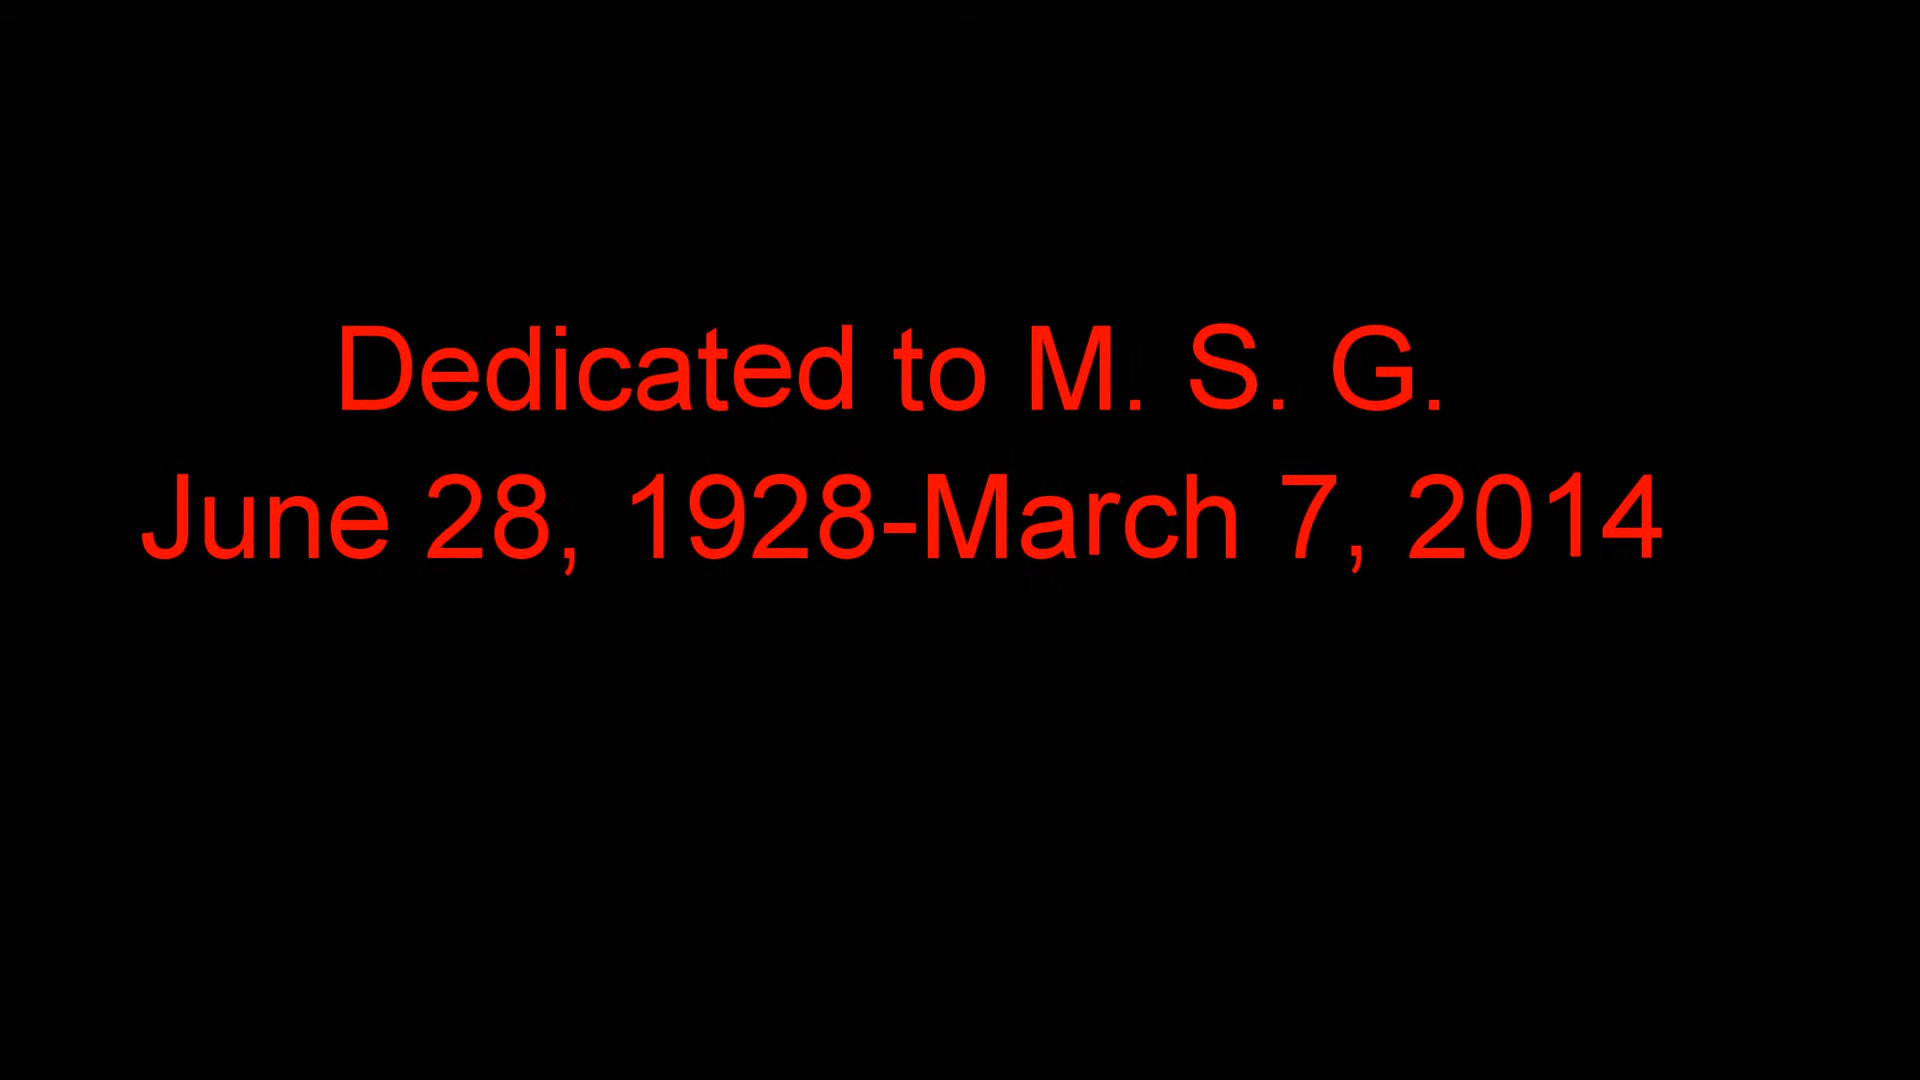 Dedicated to M. S. G.
June 28, 1928-March 7, 2014